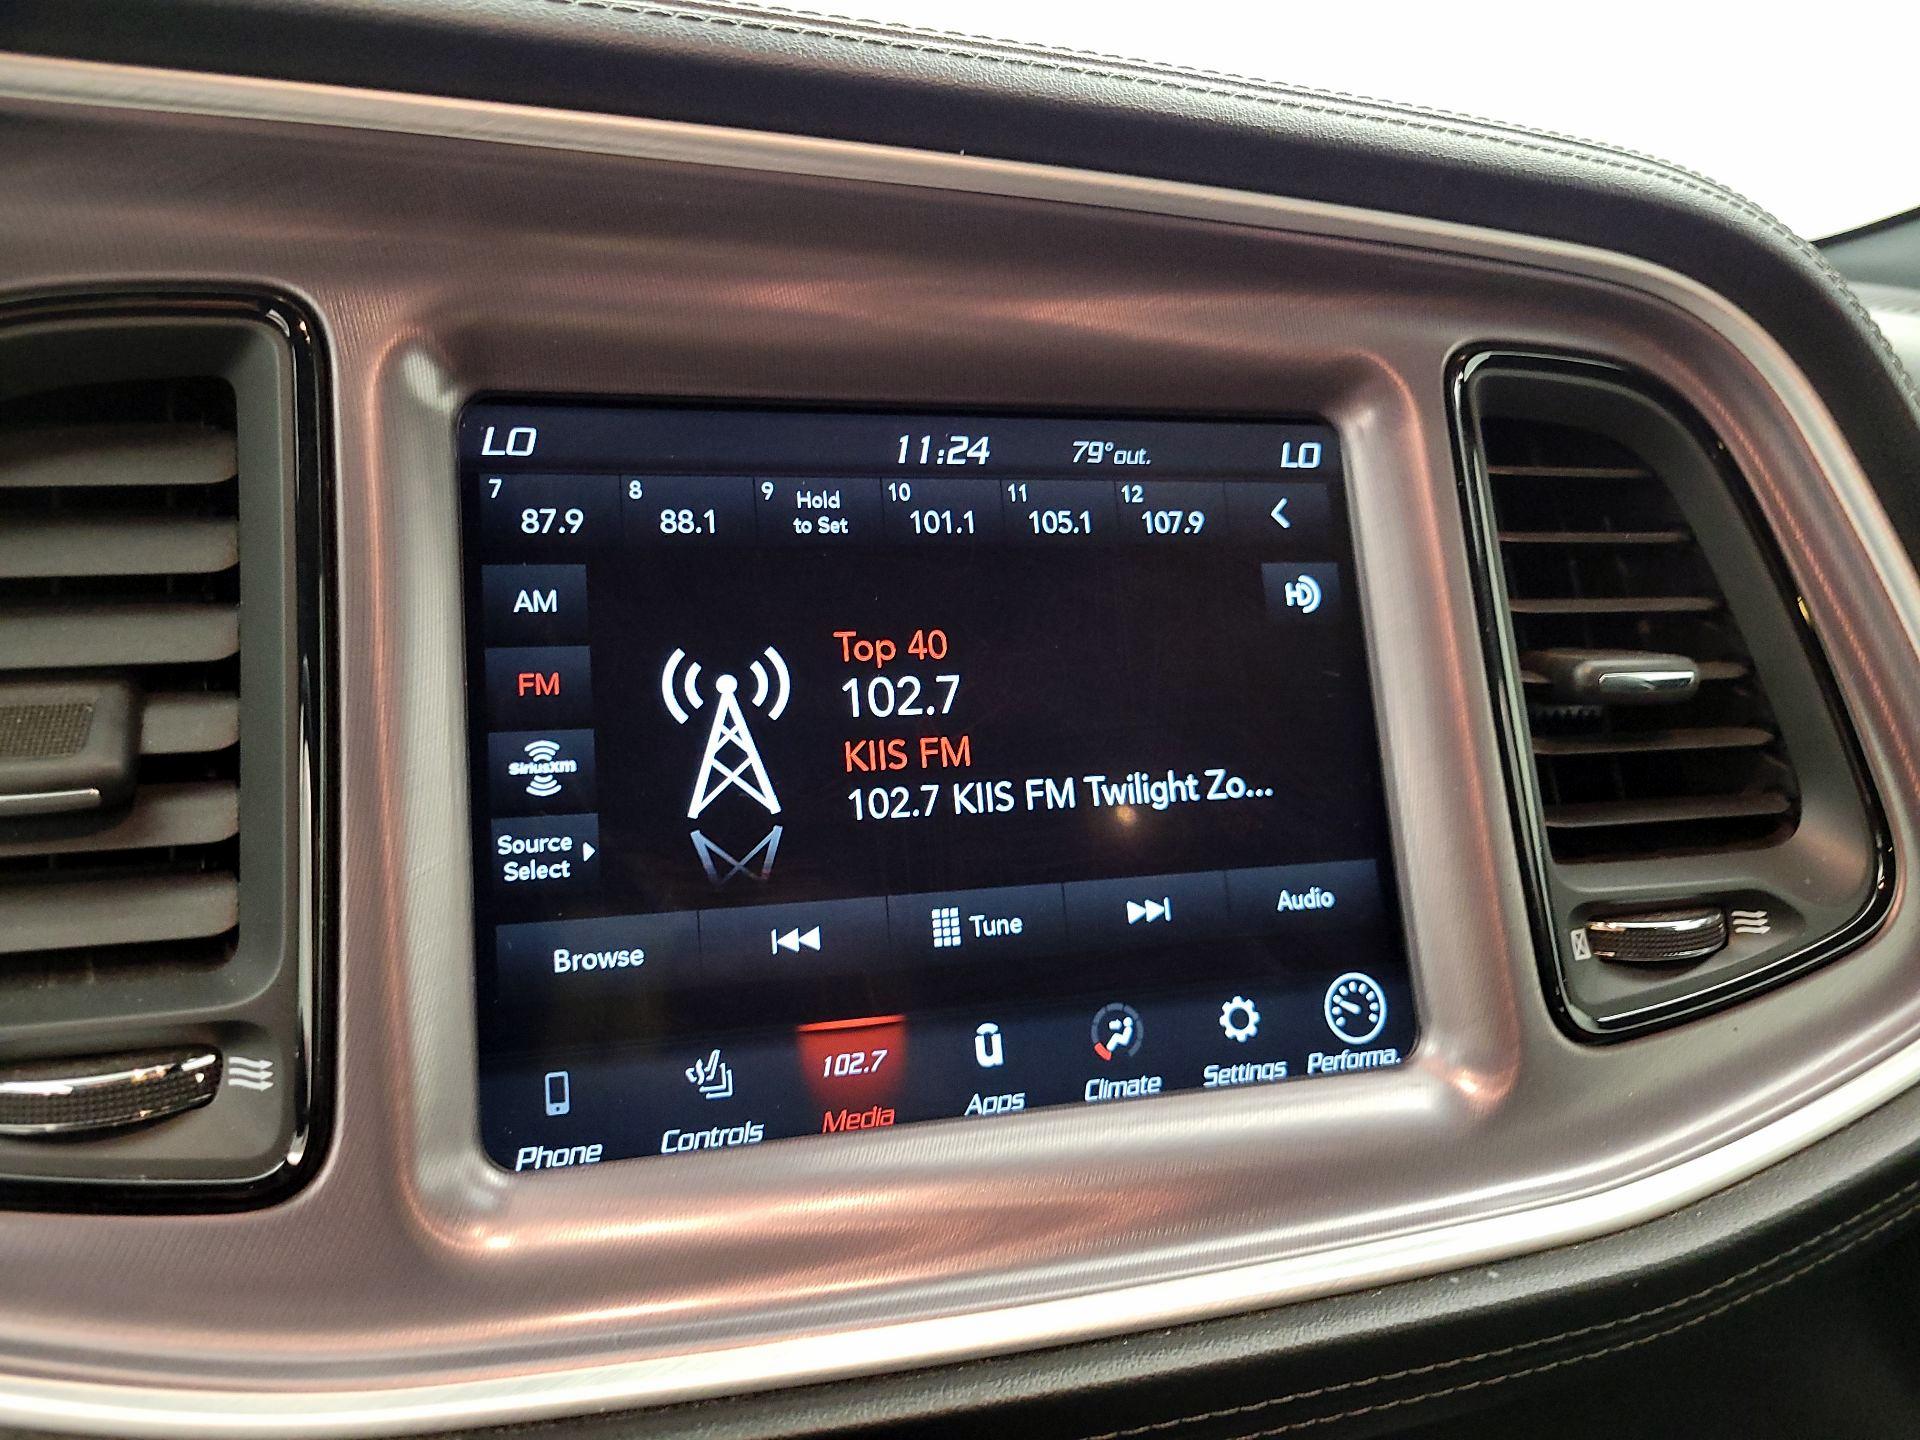 LO 11:24 79°out. LO
7 8 9 Hold 10 11 12
87.9 88.1 to Set 101.1 105.1 107.9
AM
HD
Top 40
FM
102.7
KIIS FM
SiriusXM
102.7 KIIS FM Twilight Zo...
Source
Select
Browse Tune Audio
102.7
Phone Controls Media Apps Climate Settings Performa.